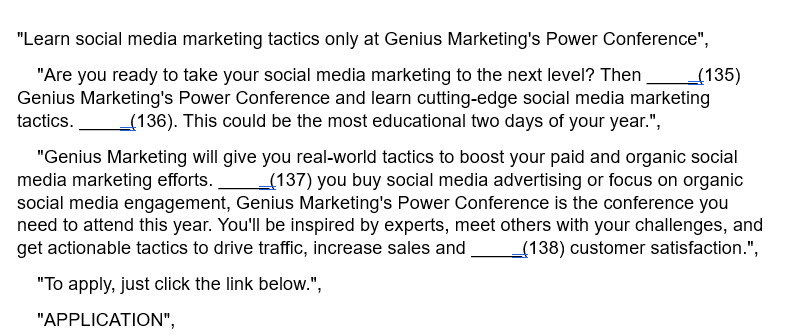 "Learn social media marketing tactics only at Genius Marketing's Power Conference",
"Are you ready to take your social media marketing to the next level? Then ______(135)
Genius Marketing's Power Conference and learn cutting-edge social media marketing
tactics. ______(136). This could be the most educational two days of your year.",
"Genius Marketing will give you real-world tactics to boost your paid and organic social
media marketing efforts. ______(137) you buy social media advertising or focus on organic
social media engagement, Genius Marketing's Power Conference is the conference you
need to attend this year. You'll be inspired by experts, meet others with your challenges, and
get actionable tactics to drive traffic, increase sales and ______(138) customer satisfaction.",
"To apply, just click the link below.",
"APPLICATION",